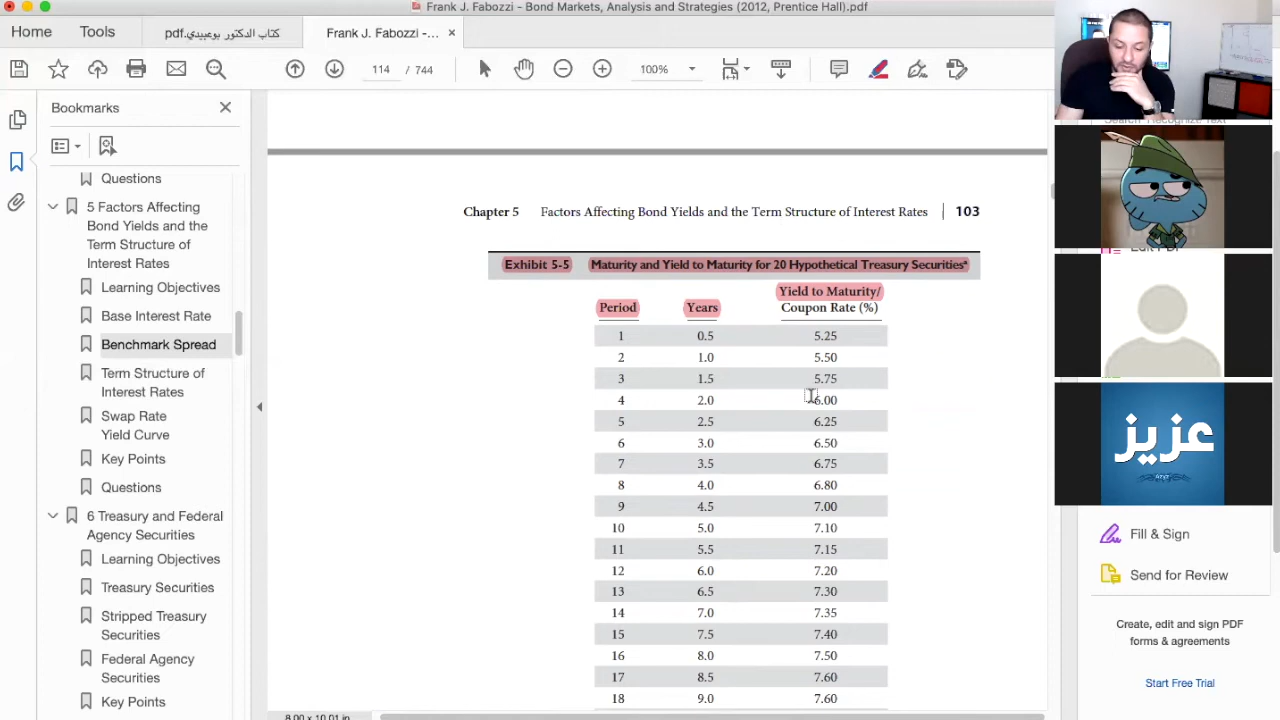 Frank J. Fabozzi - Bond Markets, Analysis and Strategies (2012, Prentice Hall).pdf
Home
Tools
كتاب الدكتور بوعبيدي.pdf
Frank J. Fabozzi -... ×
114 / 744
100%
Bookmarks
Questions
5 Factors Affecting
Bond Yields and the
Term Structure of
Interest Rates
Learning Objectives
Base Interest Rate
Benchmark Spread
Term Structure of
Interest Rates
Swap Rate
Yield Curve
Key Points
Questions
6 Treasury and Federal
Agency Securities
Learning Objectives
Treasury Securities
Stripped Treasury
Securities
Federal Agency
Securities
Key Points
Chapter 5 Factors Affecting Bond Yields and the Term Structure of Interest Rates | 103
Exhibit 5-5 Maturity and Yield to Maturity for 20 Hypothetical Treasury Securitiesª
Yield to Maturity/
Period Years Coupon Rate (%)
1 0.5 5.25
2 1.0 5.50
3 1.5 5.75
4 2.0 6.00
5 2.5 6.25
6 3.0 6.50
7 3.5 6.75
8 4.0 6.80
9 4.5 7.00
10 5.0 7.10
11 5.5 7.15
12 6.0 7.20
13 6.5 7.30
14 7.0 7.35
15 7.5 7.40
16 8.0 7.50
17 8.5 7.60
18 9.0 7.60
8.00 x 10.01 in
Search 'Recognize Text'
Edit PDF
عزيز
Azyz
Fill & Sign
Send for Review
Create, edit and sign PDF
forms & agreements
Start Free Trial